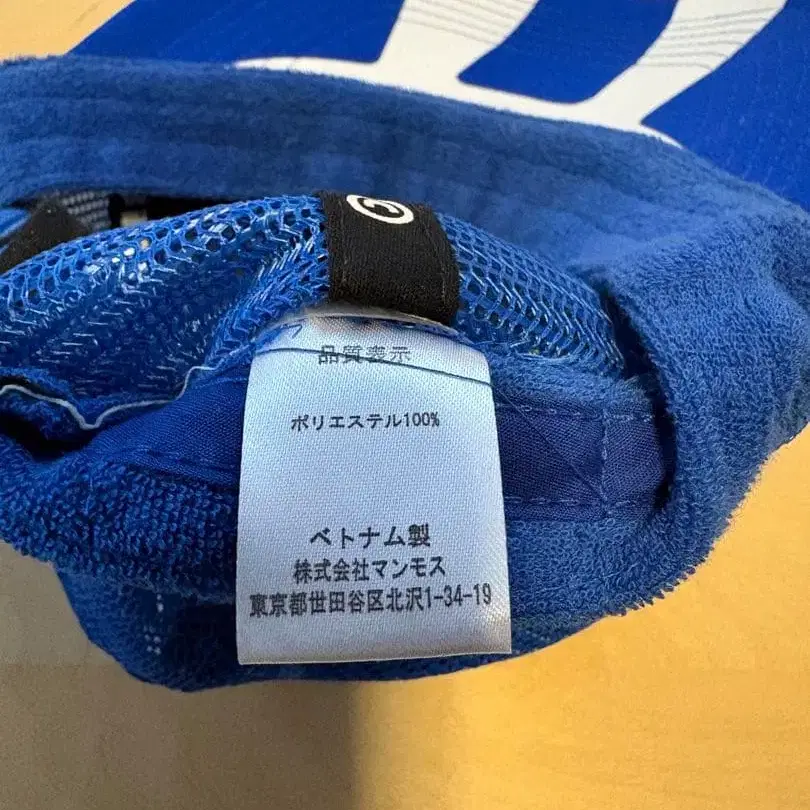 品質表示
ポリエステル100%
ベトナム製
株式会社マンモス
東京都世田谷区北沢1-34-19